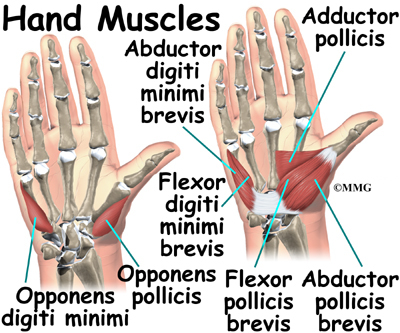 Hand Muscles
Adductor
pollicis
Abductor
digiti
minimi
brevis
Flexor
digiti
minimi
brevis
©MMG
Opponens
digiti minimi
Opponens
pollicis
Flexor
pollicis
brevis
Abductor
pollicis
brevis